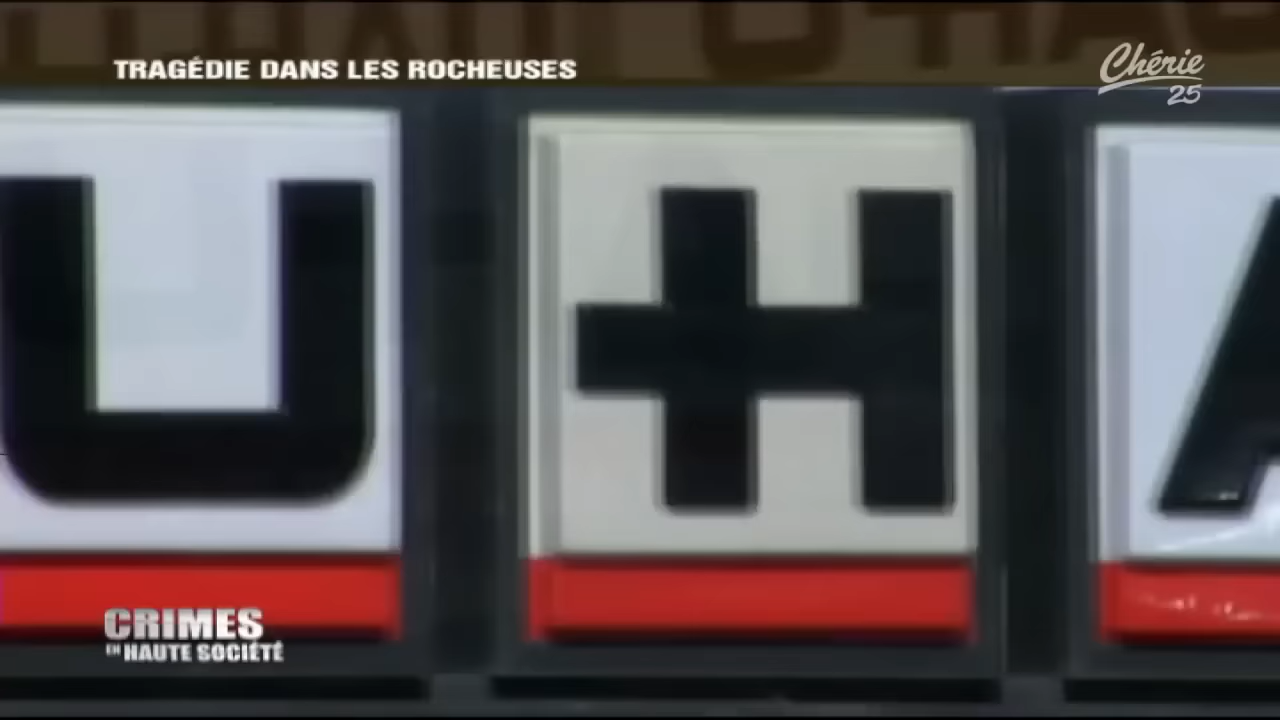 TRAGÉDIE DANS LES ROCHEUSES
Chérie
25
U H A
CRIMES
EN HAUTE SOCIÉTÉ